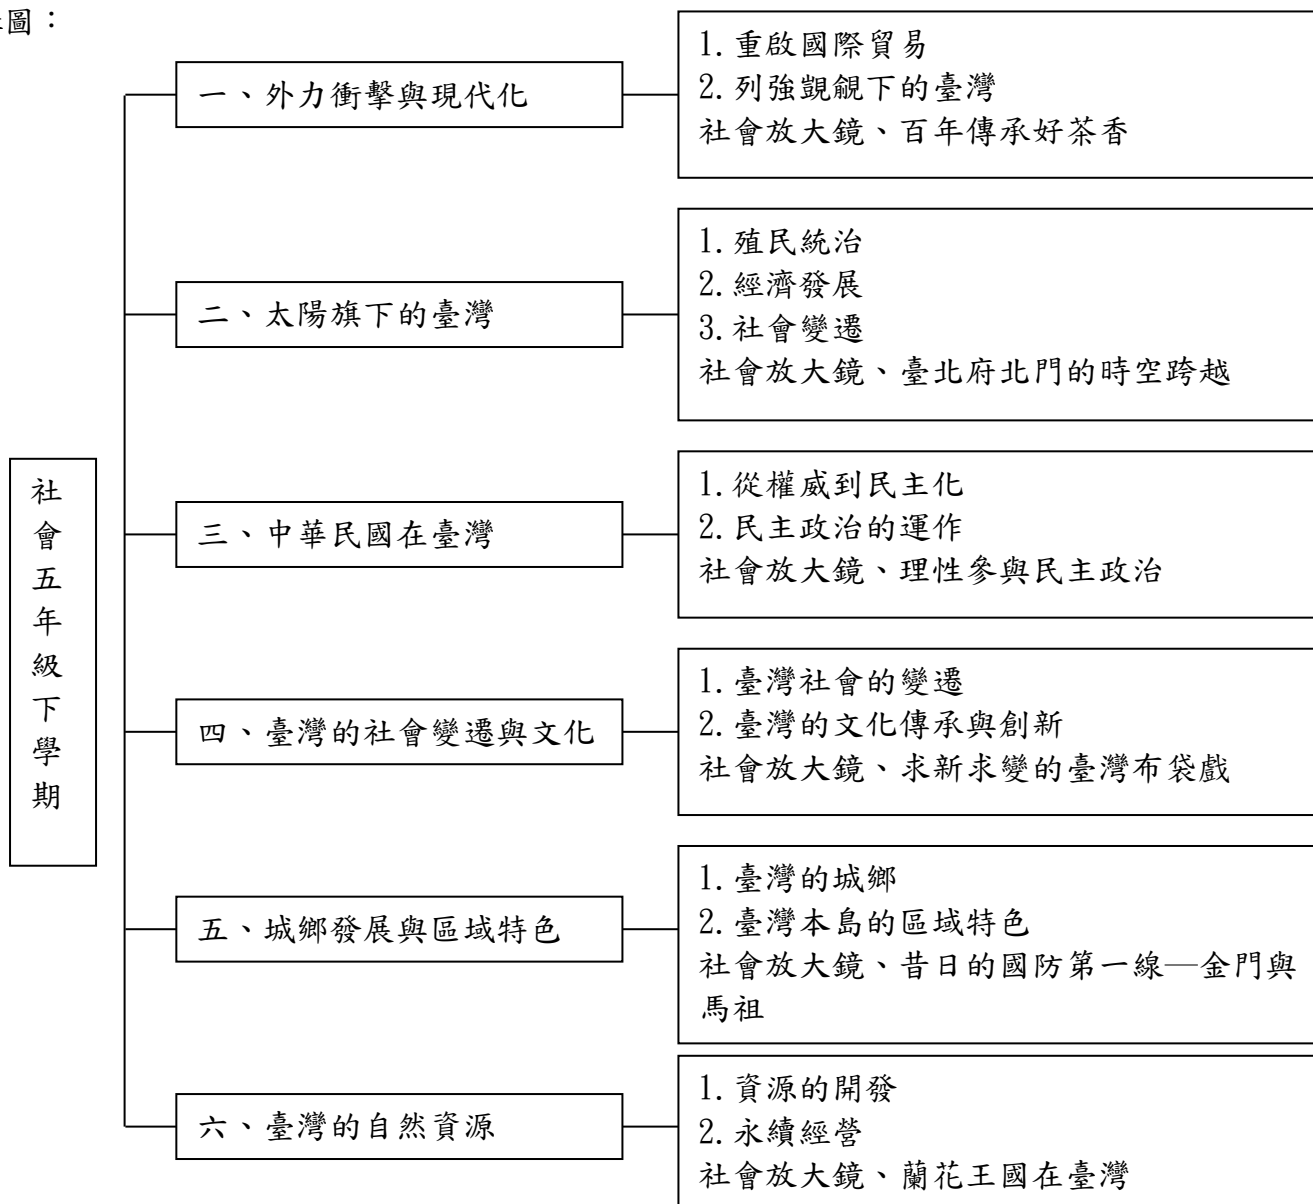 圖：
社會五年級下學期
一、外力衝擊與現代化
1.重啟國際貿易
2.列強覬覦下的臺灣
社會放大鏡、百年傳承好茶香
二、太陽旗下的臺灣
1.殖民統治
2.經濟發展
3.社會變遷
社會放大鏡、臺北府北門的時空跨越
三、中華民國在臺灣
1.從權威到民主化
2.民主政治的運作
社會放大鏡、理性參與民主政治
四、臺灣的社會變遷與文化
1.臺灣社會的變遷
2.臺灣的文化傳承與創新
社會放大鏡、求新求變的臺灣布袋戲
五、城鄉發展與區域特色
1.臺灣的城鄉
2.臺灣本島的區域特色
社會放大鏡、昔日的國防第一線—金門與
馬祖
六、臺灣的自然資源
1.資源的開發
2.永續經營
社會放大鏡、蘭花王國在臺灣